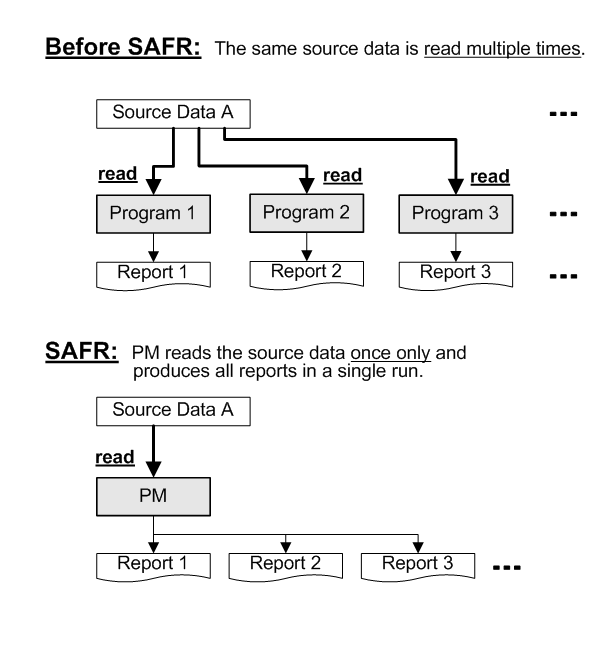 Before SAFR: The same source data is read multiple times.
Source Data A
read read read
Program 1 Program 2 Program 3
Report 1 Report 2 Report 3
SAFR: PM reads the source data once only and
produces all reports in a single run.
Source Data A
read
PM
Report 1 Report 2 Report 3